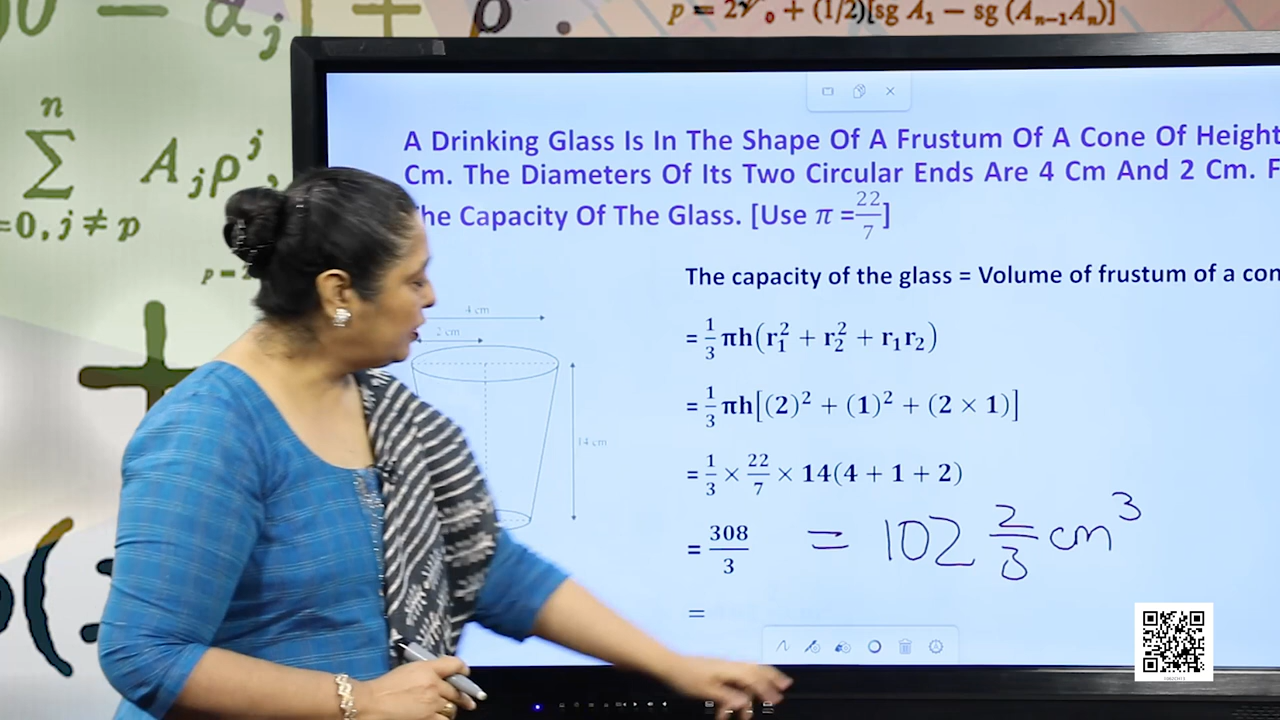 p = 2γ₀ + (1/2)[sg A₁ − sg (Aₙ₋₁Aₙ)]
n
∑ Aⱼρʲ,
=0, j ≠ p
A Drinking Glass Is In The Shape Of A Frustum Of A Cone Of Height
Cm. The Diameters Of Its Two Circular Ends Are 4 Cm And 2 Cm. F
he Capacity Of The Glass. [Use π =22/7]
The capacity of the glass = Volume of frustum of a con
4 cm
2 cm
14 cm
= 1/3 πh(r₁² + r₂² + r₁r₂)
= 1/3 πh[(2)² + (1)² + (2 × 1)]
= 1/3 × 22/7 × 14(4 + 1 + 2)
= 308/3 = 102 2/3 cm³
=